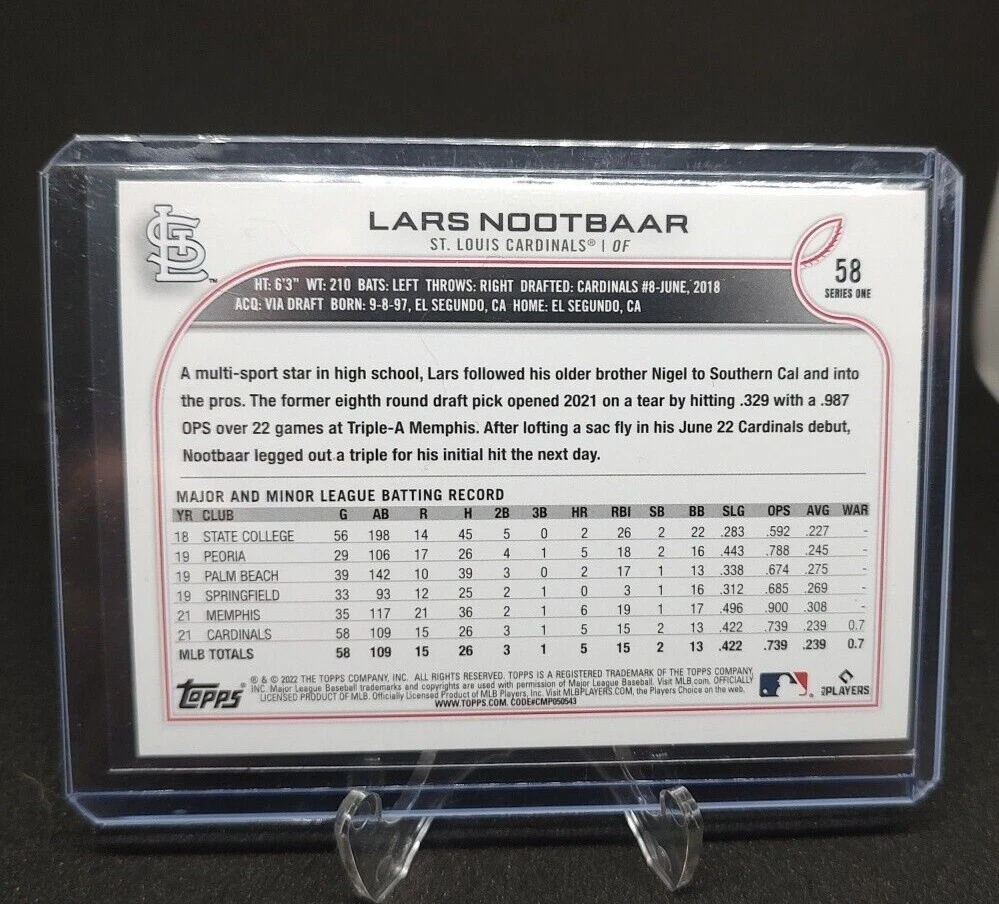 STL™
LARS NOOTBAAR
ST. LOUIS CARDINALS® | OF
58
SERIES ONE
HT: 6'3" WT: 210 BATS: LEFT THROWS: RIGHT DRAFTED: CARDINALS #8-JUNE, 2018
ACQ: VIA DRAFT BORN: 9-8-97, EL SEGUNDO, CA HOME: EL SEGUNDO, CA
A multi-sport star in high school, Lars followed his older brother Nigel to Southern Cal and into
the pros. The former eighth round draft pick opened 2021 on a tear by hitting .329 with a .987
OPS over 22 games at Triple-A Memphis. After lofting a sac fly in his June 22 Cardinals debut,
Nootbaar legged out a triple for his initial hit the next day.
MAJOR AND MINOR LEAGUE BATTING RECORD
YR CLUB G AB R H 2B 3B HR RBI SB BB SLG OPS AVG WAR
18 STATE COLLEGE 56 198 14 45 5 0 2 26 2 22 .283 .592 .227 -
19 PEORIA 29 106 17 26 4 1 5 18 2 16 .443 .788 .245 -
19 PALM BEACH 39 142 10 39 3 0 2 17 1 13 .338 .674 .275 -
19 SPRINGFIELD 33 93 12 25 2 1 0 3 1 16 .312 .685 .269 -
21 MEMPHIS 35 117 21 36 2 1 6 19 1 17 .496 .900 .308 -
21 CARDINALS 58 109 15 26 3 1 5 15 2 13 .422 .739 .239 0.7
MLB TOTALS 58 109 15 26 3 1 5 15 2 13 .422 .739 .239 0.7
TOPPS®
® & © 2022 THE TOPPS COMPANY, INC. ALL RIGHTS RESERVED. TOPPS IS A REGISTERED TRADEMARK OF THE TOPPS COMPANY,
INC. Major League Baseball trademarks and copyrights are used with permission of Major League Baseball. Visit MLB.com. OFFICIALLY
LICENSED PRODUCT OF MLB. Officially Licensed Product of MLB Players, Inc. Visit MLBPLAYERS.COM, the Players Choice on the web.
WWW.TOPPS.COM. CODE#CMP050543
PLAYERS